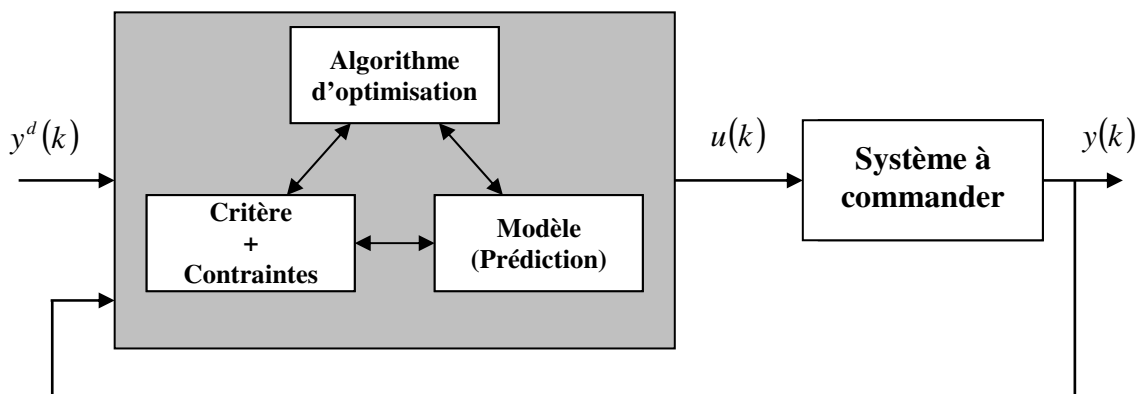 Algorithme
d'optimisation
y^d(k)
u(k)
y(k)
Système à
commander
Critère
+
Contraintes
Modèle
(Prédiction)